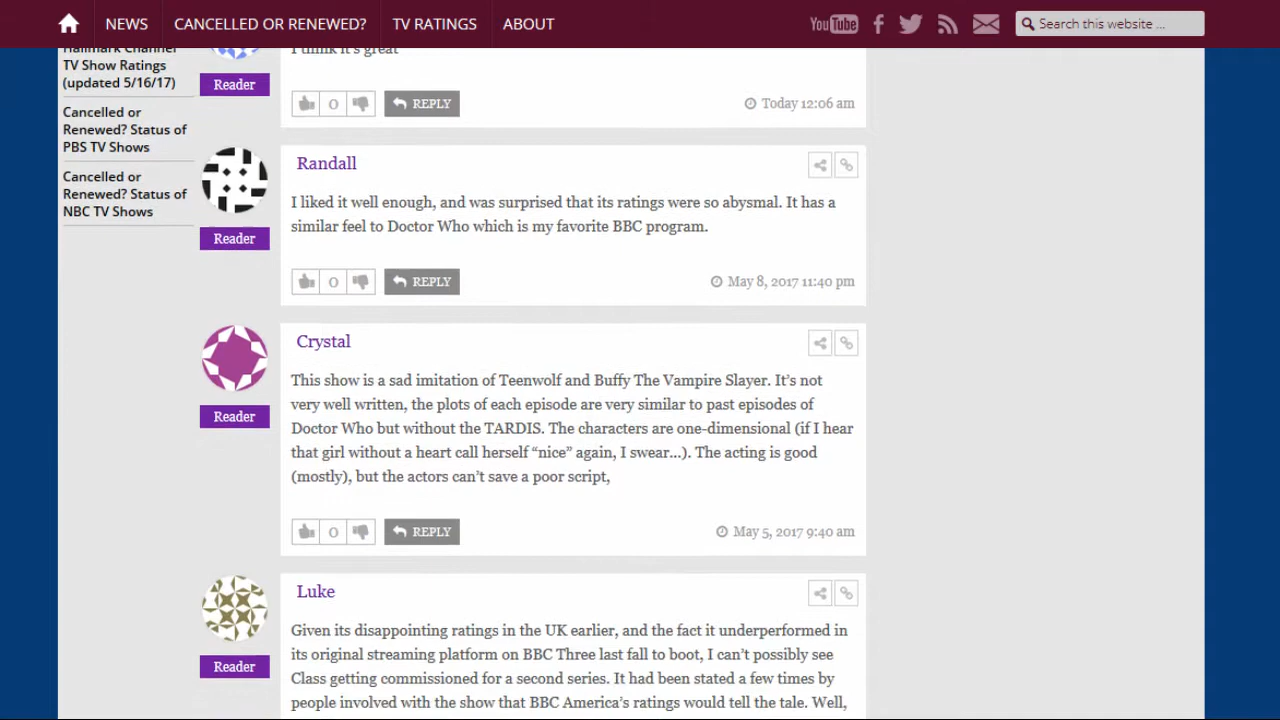 NEWS
CANCELLED OR RENEWED?
TV RATINGS
ABOUT
You Tube
Search this website ...
Hallmark Channel
TV Show Ratings
(updated 5/16/17)
Cancelled or
Renewed? Status of
PBS TV Shows
Cancelled or
Renewed? Status of
NBC TV Shows
I think it's great
Reader
0
REPLY
Today 12:06 am
Randall
I liked it well enough, and was surprised that its ratings were so abysmal. It has a
similar feel to Doctor Who which is my favorite BBC program.
Reader
0
REPLY
May 8, 2017 11:40 pm
Crystal
This show is a sad imitation of Teenwolf and Buffy The Vampire Slayer. It's not
very well written, the plots of each episode are very similar to past episodes of
Doctor Who but without the TARDIS. The characters are one-dimensional (if I hear
that girl without a heart call herself “nice” again, I swear...). The acting is good
(mostly), but the actors can't save a poor script,
Reader
0
REPLY
May 5, 2017 9:40 am
Luke
Given its disappointing ratings in the UK earlier, and the fact it underperformed in
its original streaming platform on BBC Three last fall to boot, I can't possibly see
Class getting commissioned for a second series. It had been stated a few times by
people involved with the show that BBC America's ratings would tell the tale. Well,
Reader